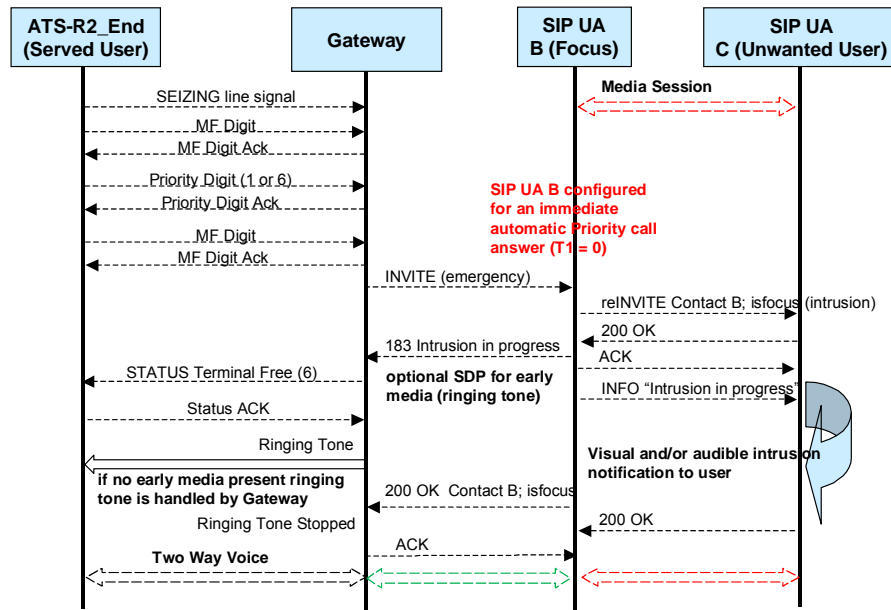 ATS-R2_End
(Served User)
Gateway
SIP UA
B (Focus)
SIP UA
C (Unwanted User)
SEIZING line signal
Media Session
MF Digit
MF Digit Ack
Priority Digit (1 or 6)
Priority Digit Ack
SIP UA B configured
for an immediate
automatic Priority call
answer (T1 = 0)
MF Digit
MF Digit Ack
INVITE (emergency)
reINVITE Contact B; isfocus (intrusion)
200 OK
183 Intrusion in progress
ACK
STATUS Terminal Free (6)
optional SDP for early
media (ringing tone)
INFO “Intrusion in progress”
Status ACK
Ringing Tone
Visual and/or audible intrusion
notification to user
if no early media present ringing
tone is handled by Gateway
200 OK Contact B; isfocus
Ringing Tone Stopped
200 OK
ACK
Two Way Voice